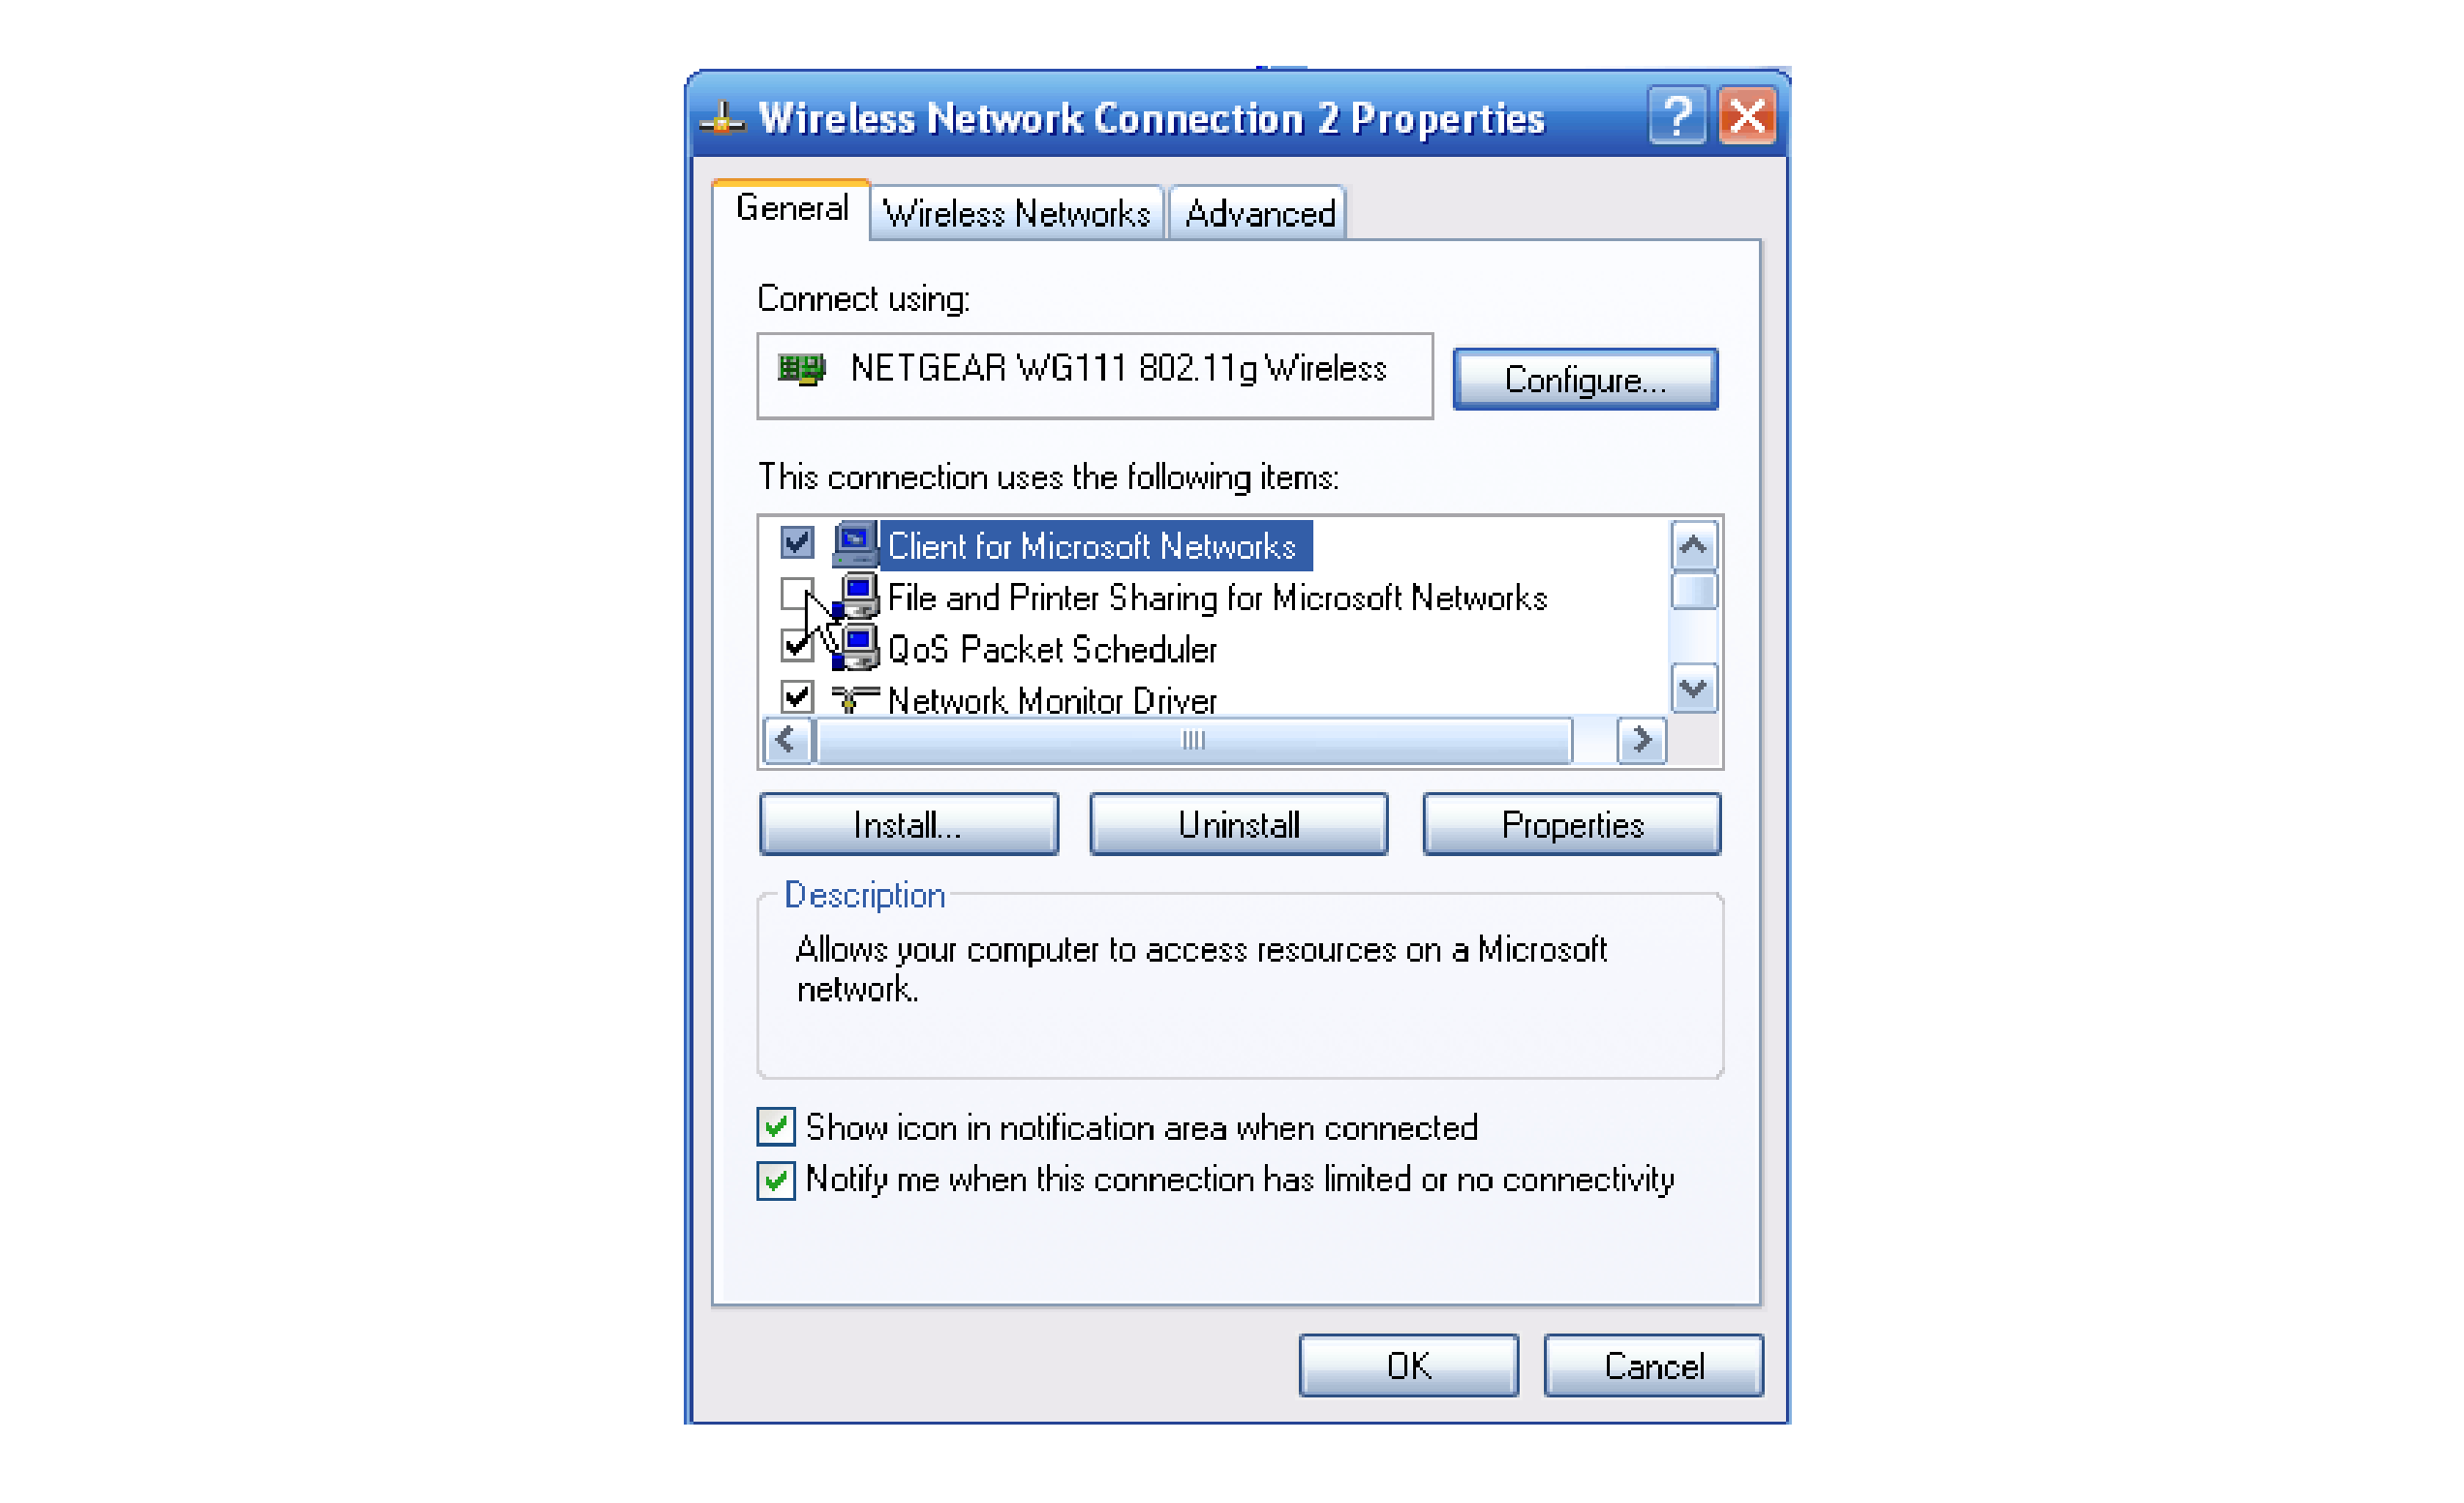 Wireless Network Connection 2 Properties
General Wireless Networks Advanced
Connect using:
NETGEAR WG111 802.11g Wireless Configure...
This connection uses the following items:
Client for Microsoft Networks
File and Printer Sharing for Microsoft Networks
QoS Packet Scheduler
Network Monitor Driver
Install... Uninstall Properties
Description
Allows your computer to access resources on a Microsoft
network.
Show icon in notification area when connected
Notify me when this connection has limited or no connectivity
OK Cancel